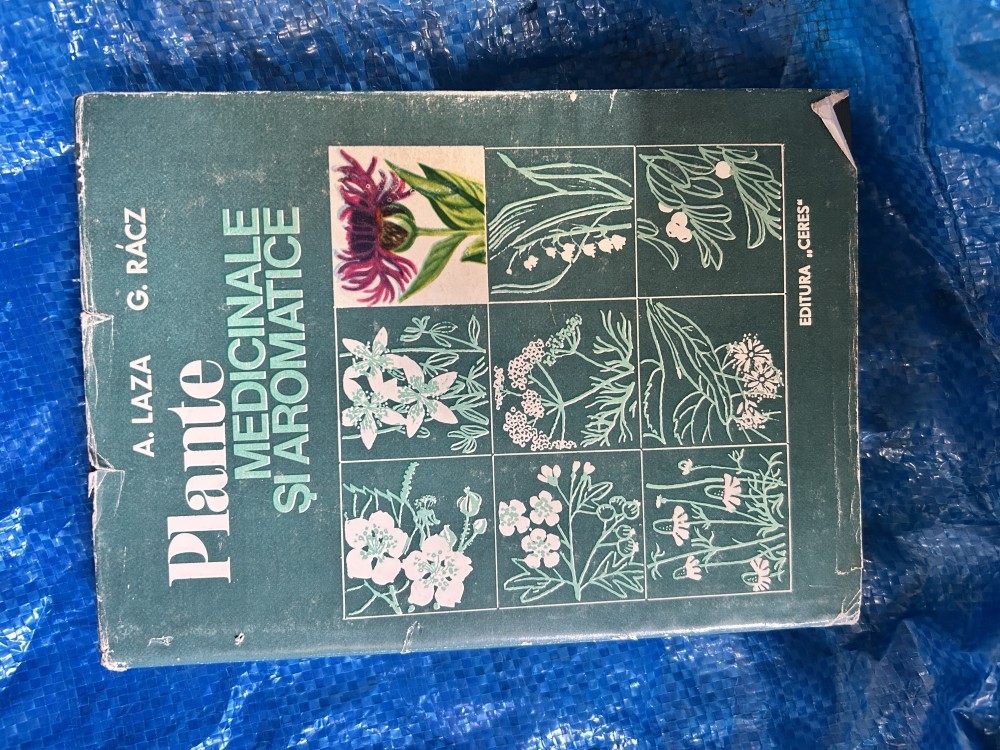 A. LAZA G. RÁCZ
Plante
MEDICINALE
ŞI AROMATICE
EDITURA „CERES“